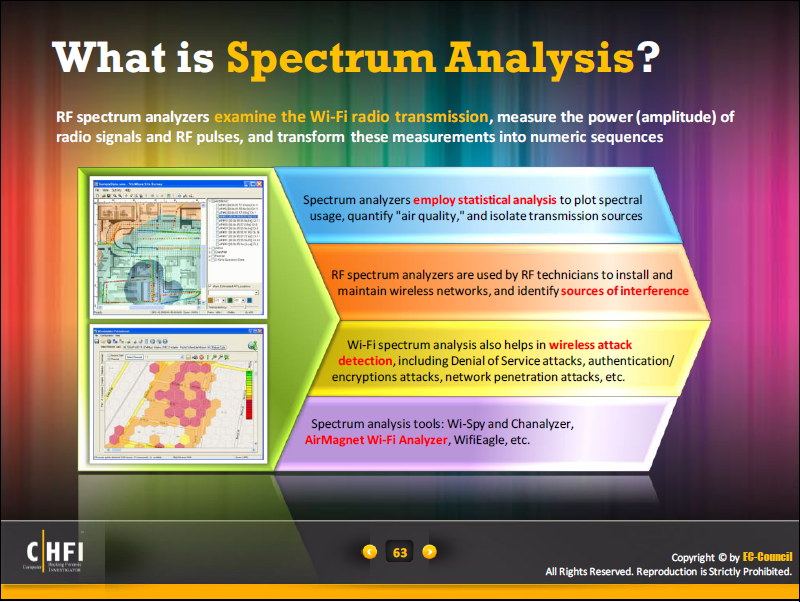 What is Spectrum Analysis?
RF spectrum analyzers examine the Wi-Fi radio transmission, measure the power (amplitude) of
radio signals and RF pulses, and transform these measurements into numeric sequences
Spectrum analyzers employ statistical analysis to plot spectral
usage, quantify "air quality," and isolate transmission sources
RF spectrum analyzers are used by RF technicians to install and
maintain wireless networks, and identify sources of interference
Wi-Fi spectrum analysis also helps in wireless attack
detection, including Denial of Service attacks, authentication/
encryptions attacks, network penetration attacks, etc.
Spectrum analysis tools: Wi-Spy and Chanalyzer,
AirMagnet Wi-Fi Analyzer, WifiEagle, etc.
CHFI
Computer
Hacking Forensic
INVESTIGATOR
63
Copyright © by EC-Council
All Rights Reserved. Reproduction is Strictly Prohibited.